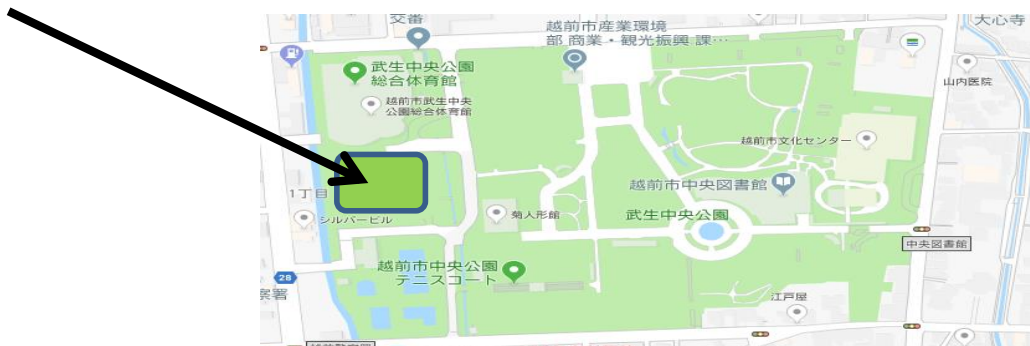 交番
越前市産業環境
部 商業・観光振興 課…
天心寺
武生中央公園
総合体育館
越前市武生中央
公園総合体育館
山内医院
越前市文化センター
1丁目
シルバービル
菊人形館
越前市中央図書館
武生中央公園
中央図書館
越前市中央公園
テニスコート
28
察署
江戸屋